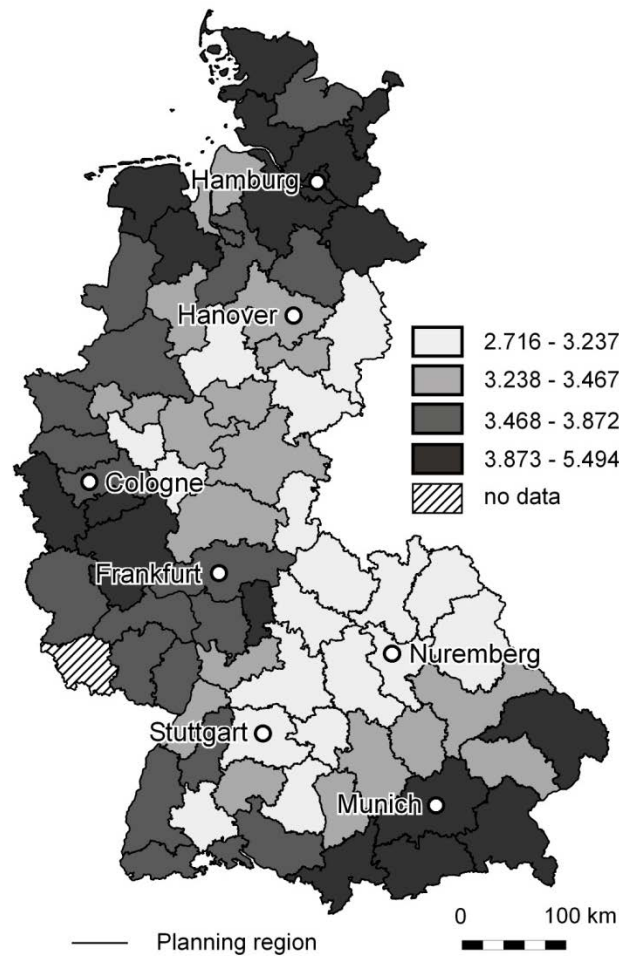 Hamburg
Hanover
2.716 - 3.237
3.238 - 3.467
3.468 - 3.872
3.873 - 5.494
no data
Cologne
Frankfurt
Nuremberg
Stuttgart
Munich
0 100 km
Planning region